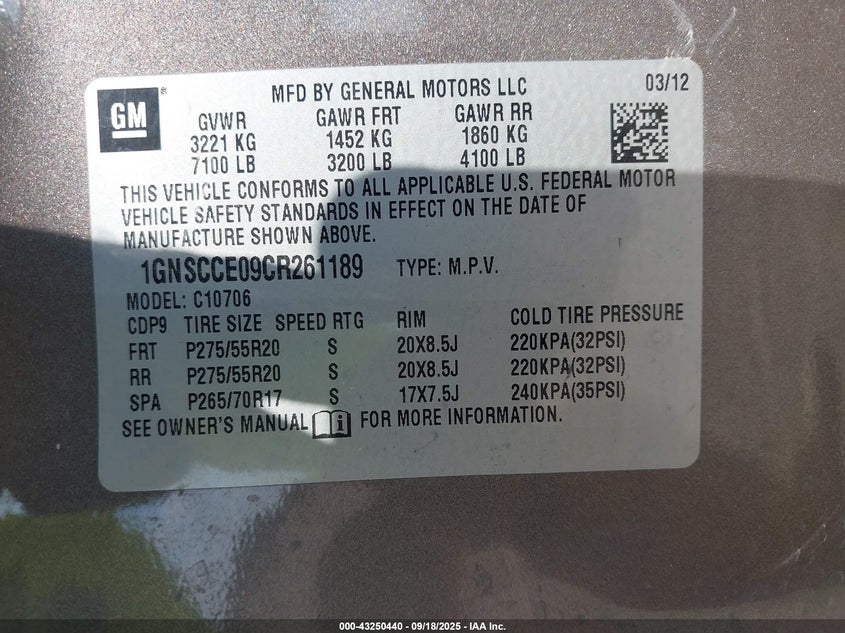 GM ®
MFD BY GENERAL MOTORS LLC 03/12
GVWR GAWR FRT GAWR RR
3221 KG 1452 KG 1860 KG
7100 LB 3200 LB 4100 LB
THIS VEHICLE CONFORMS TO ALL APPLICABLE U.S. FEDERAL MOTOR
VEHICLE SAFETY STANDARDS IN EFFECT ON THE DATE OF
MANUFACTURE SHOWN ABOVE.
1GNSCCE09CR261189 TYPE: M.P.V.
MODEL: C10706
CDP9 TIRE SIZE SPEED RTG RIM COLD TIRE PRESSURE
FRT P275/55R20 S 20X8.5J 220KPA(32PSI)
RR P275/55R20 S 20X8.5J 220KPA(32PSI)
SPA P265/70R17 S 17X7.5J 240KPA(35PSI)
SEE OWNER'S MANUAL i FOR MORE INFORMATION.
000-43250440 - 09/18/2025 - IAA Inc.